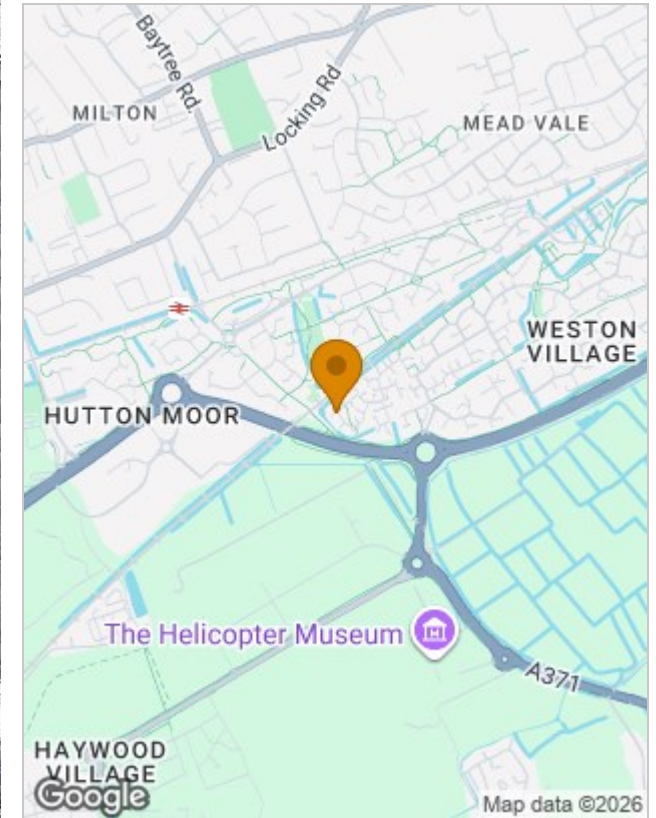 Baytree Rd.
MILTON
Locking Rd
MEAD VALE
WESTON
VILLAGE
HUTTON MOOR
The Helicopter Museum
A371
HAYWOOD
VILLAGE
Google
Map data ©2026